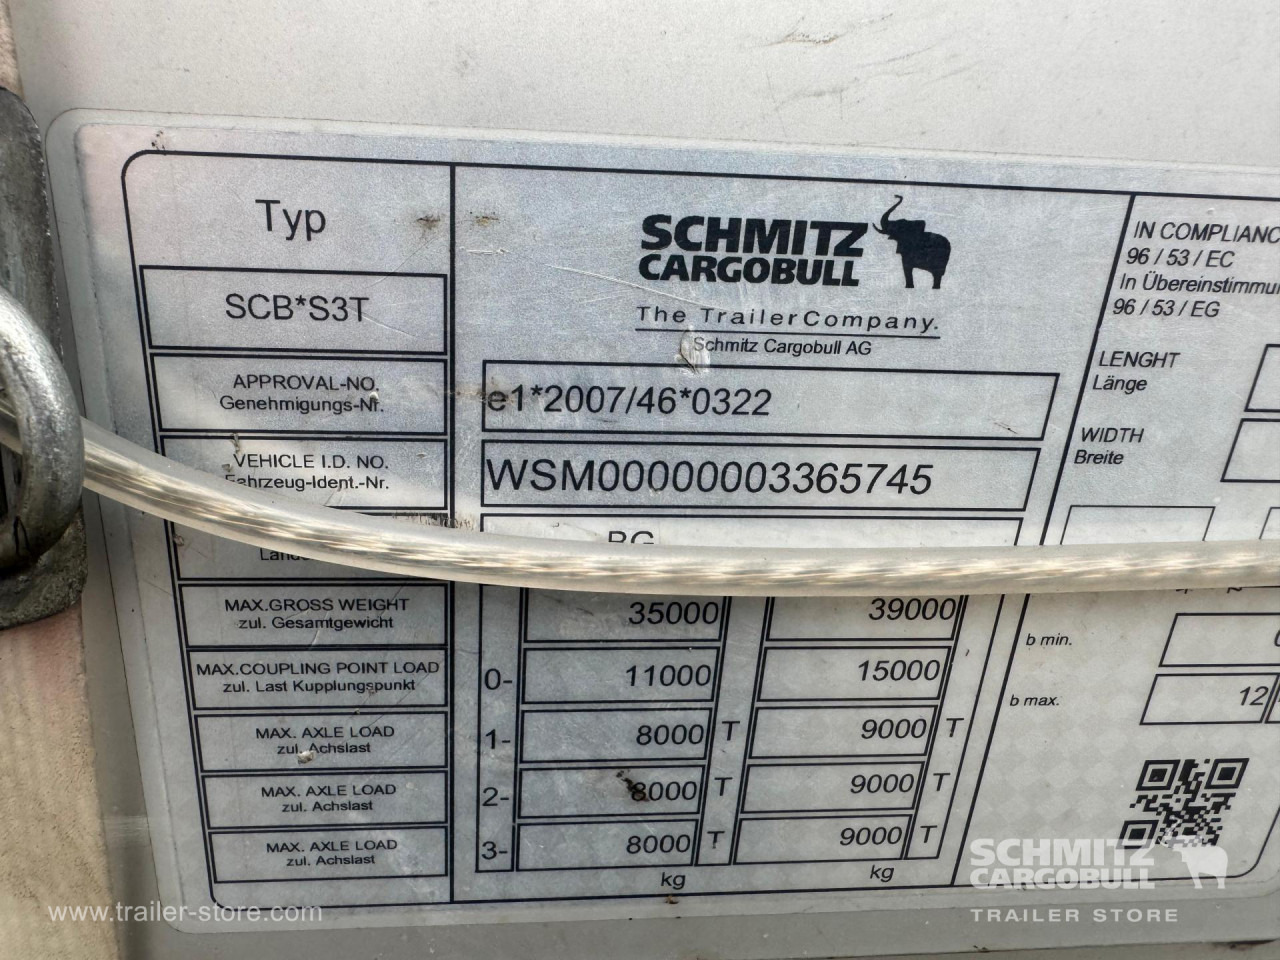 Typ
SCB*S3T
SCHMITZ
CARGOBULL
The Trailer Company.
Schmitz Cargobull AG
IN COMPLIANC
96 / 53 / EC
In Übereinstimmu
96 / 53 / EG
APPROVAL-NO.
Genehmigungs-Nr.
e1*2007/46*0322
LENGHT
Länge
VEHICLE I.D. NO.
Fahrzeug-Ident.-Nr.
WSM00000003365745
WIDTH
Breite
BG
MAX.GROSS WEIGHT
zul. Gesamtgewicht
35000
39000
b min.
MAX.COUPLING POINT LOAD
zul. Last Kupplungspunkt
0-
11000
15000
b max.
12
MAX. AXLE LOAD
zul. Achslast
1-
8000 T
9000 T
MAX. AXLE LOAD
zul. Achslast
2-
8000 T
9000 T
MAX. AXLE LOAD
zul. Achslast
3-
8000 T
9000 T
kg
kg
www.trailer-store.com
SCHMITZ
CARGOBULL
TRAILER STORE